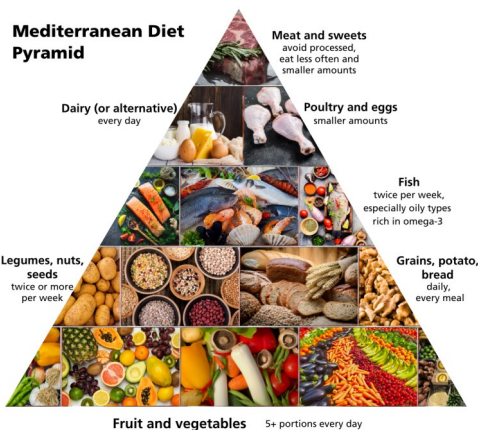 Mediterranean Diet
Pyramid
Meat and sweets
avoid processed,
eat less often and
smaller amounts
Dairy (or alternative)
every day
Poultry and eggs
smaller amounts
Fish
twice per week,
especially oily types
rich in omega-3
Legumes, nuts,
seeds
twice or more
per week
Grains, potato,
bread
daily,
every meal
Fruit and vegetables 5+ portions every day